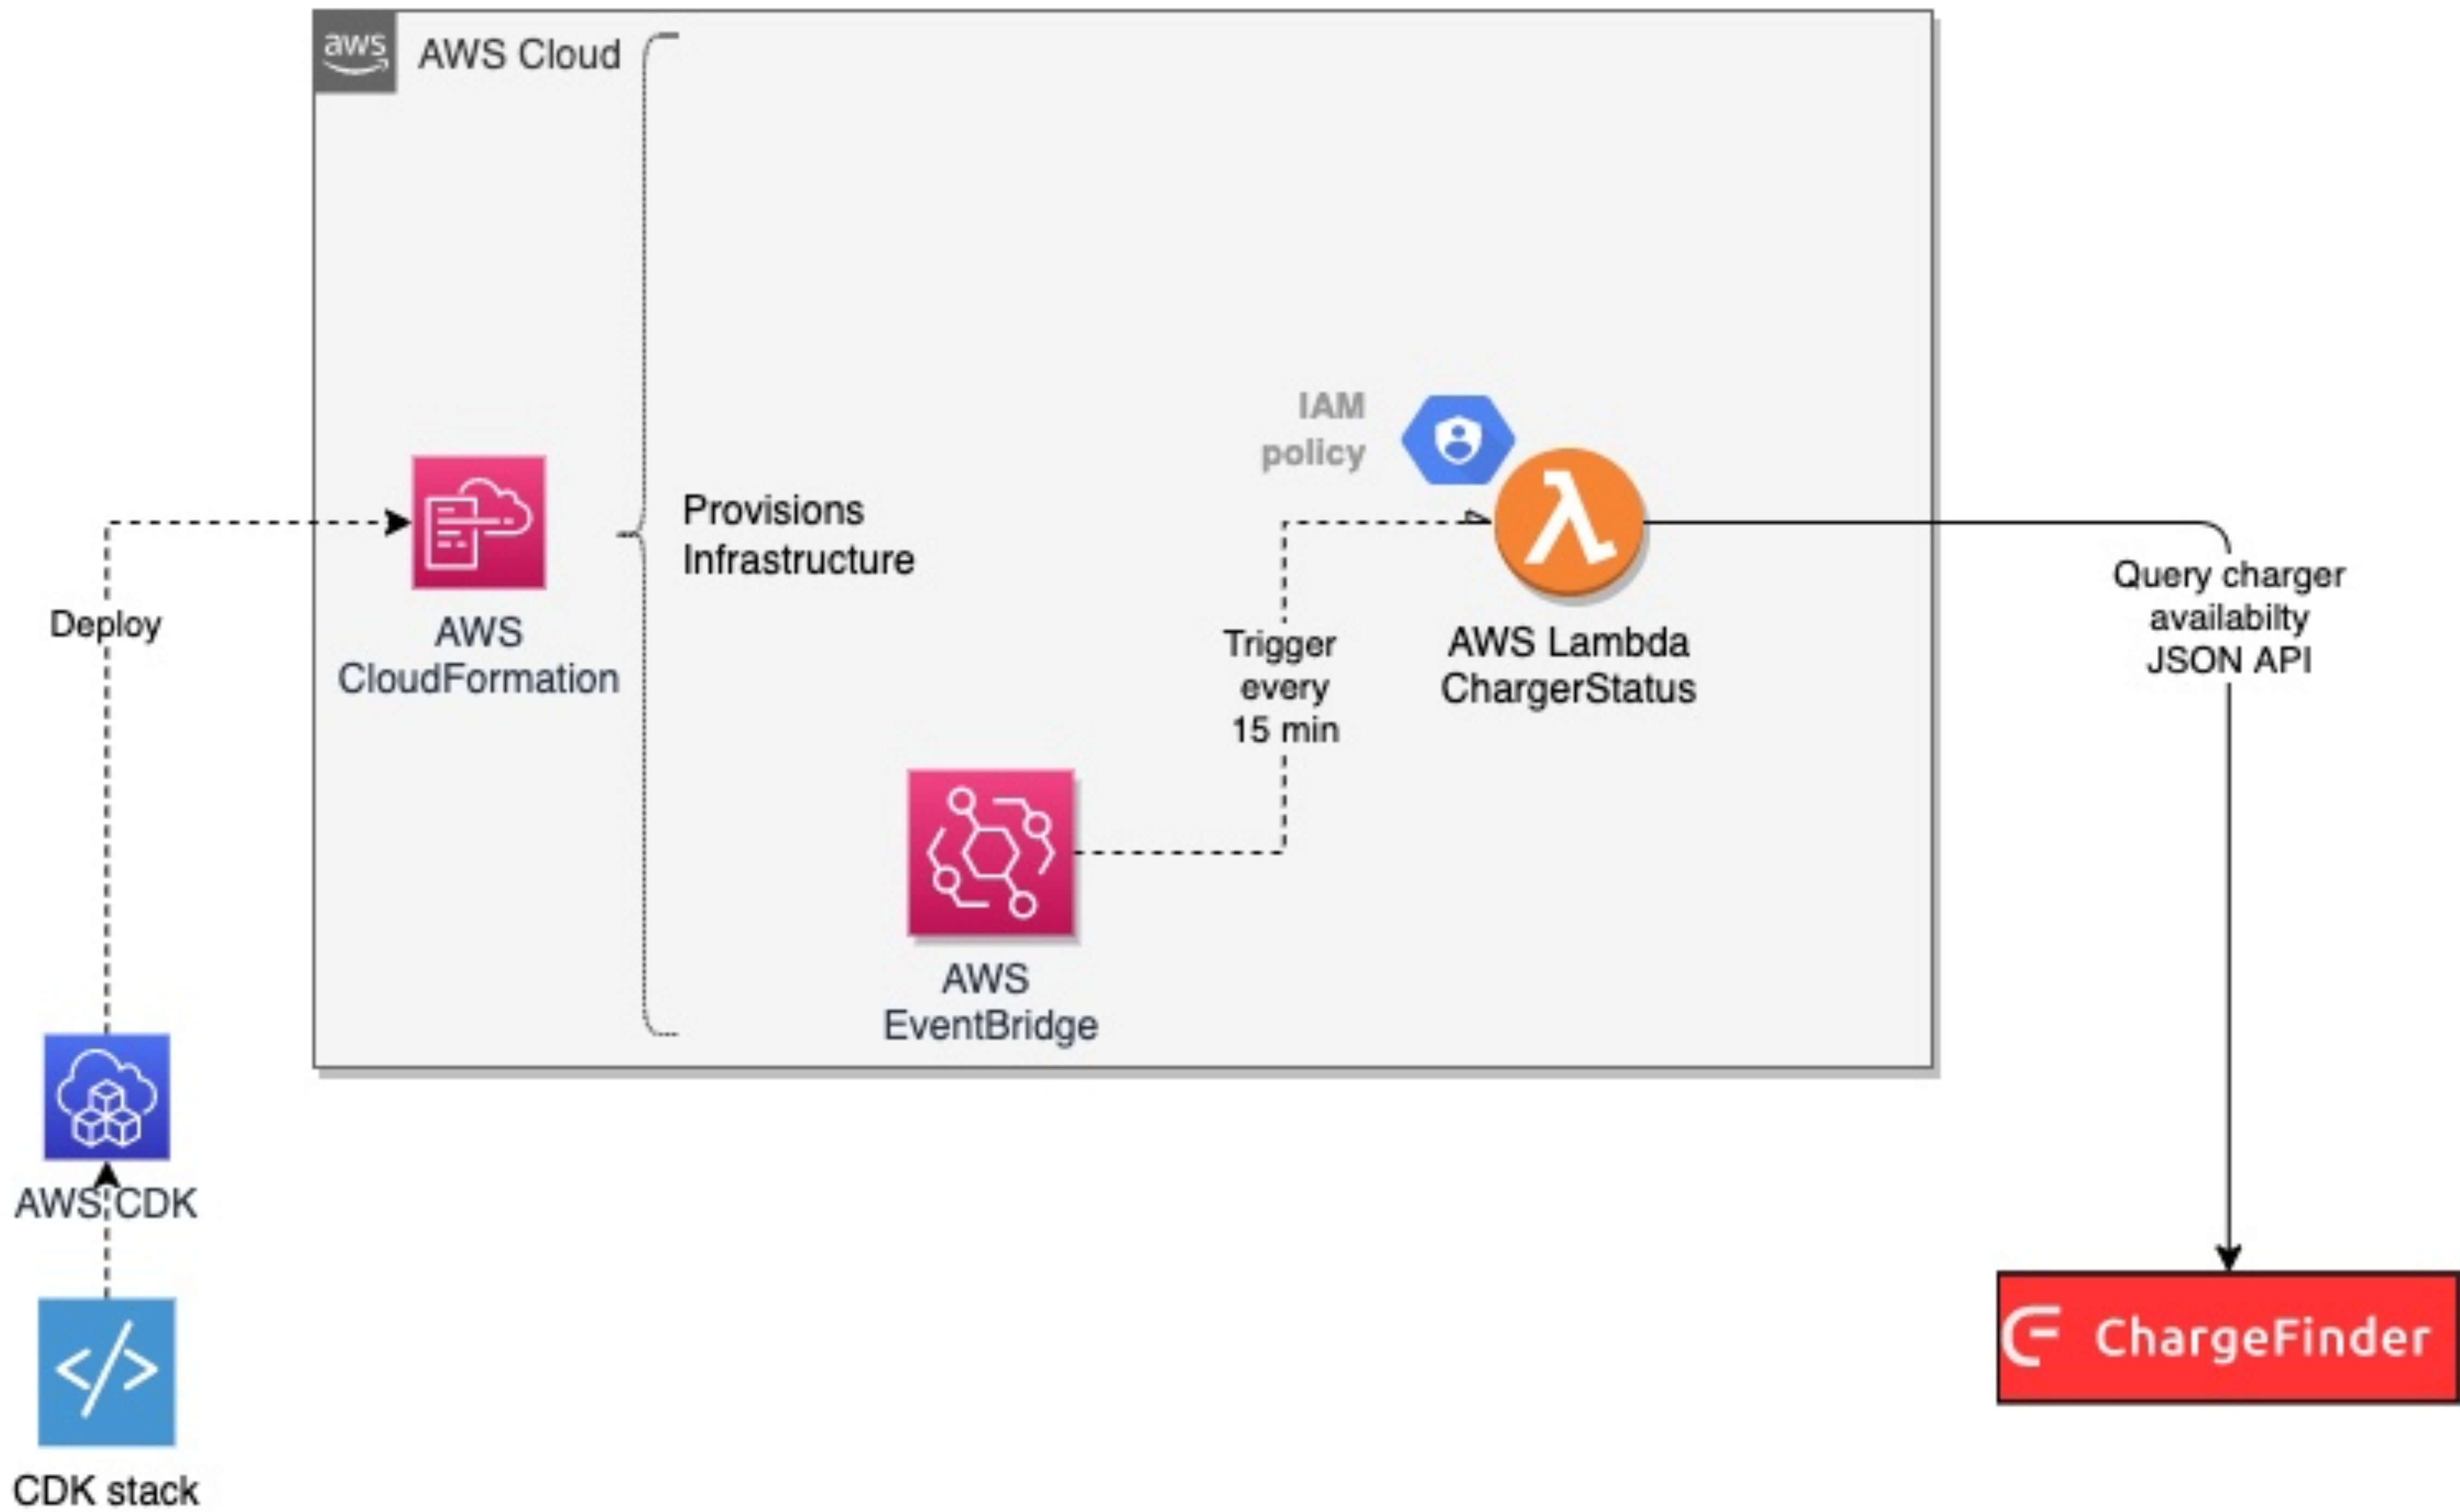 aws
AWS Cloud
IAM
policy
Provisions
Infrastructure
AWS
CloudFormation
Deploy
Trigger
every
15 min
AWS Lambda
ChargerStatus
Query charger
availabilty
JSON API
AWS
EventBridge
AWS CDK
</>
CDK stack
ChargeFinder